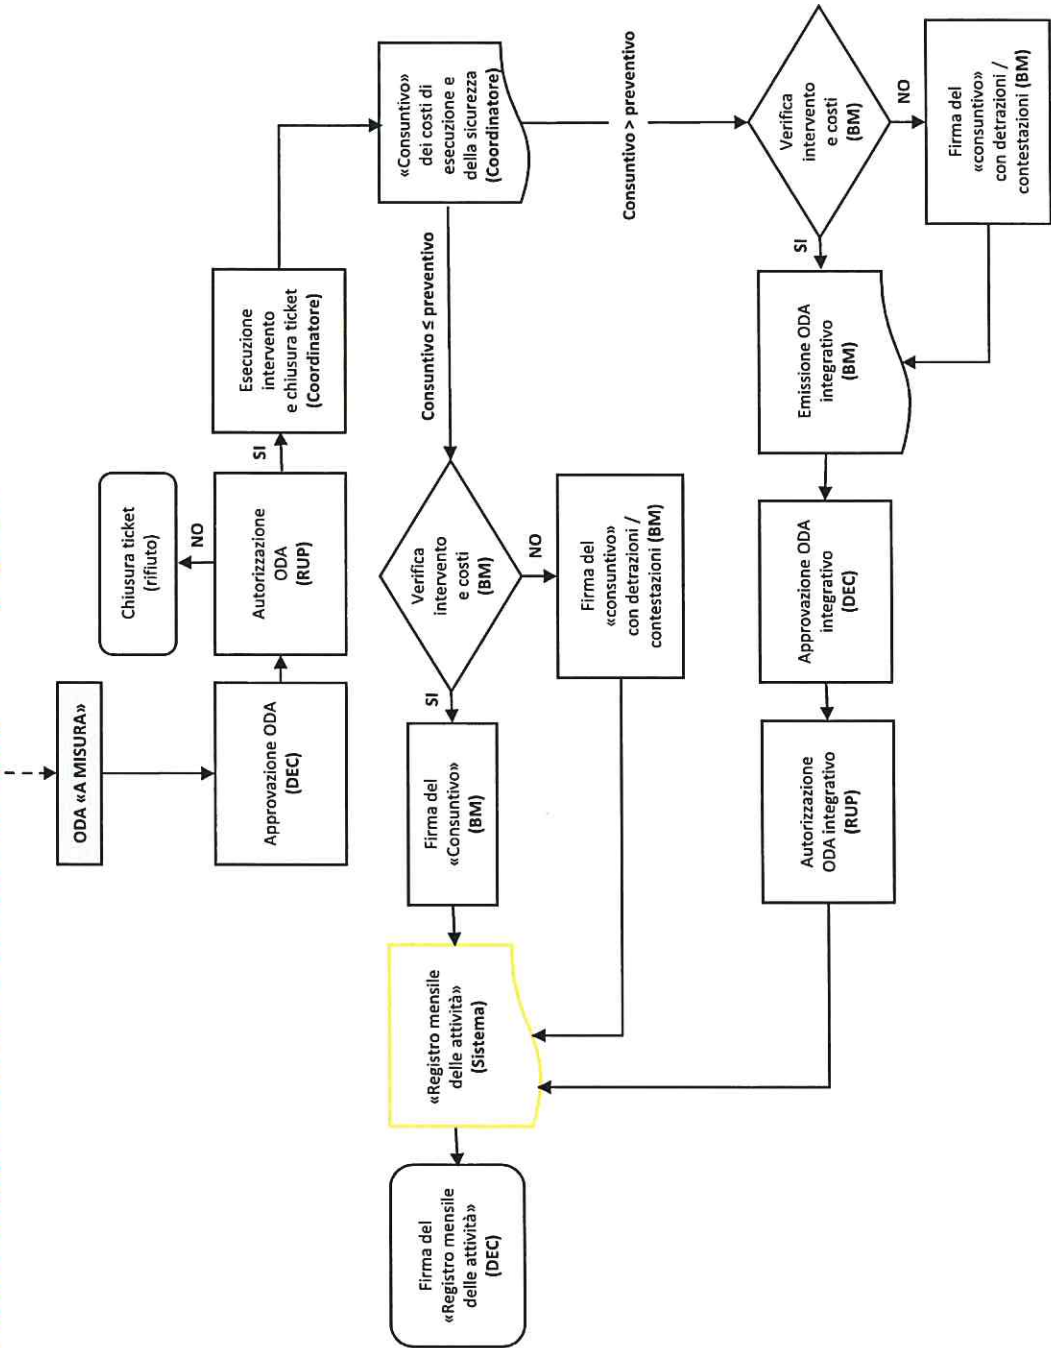 ODA «A MISURA»
Approvazione ODA
(DEC)
Autorizzazione
ODA
(RUP)
NO
Chiusura ticket
(rifiuto)
SI
Esecuzione
intervento
e chiusura ticket
(Coordinatore)
«Consuntivo»
dei costi di
esecuzione e
della sicurezza
(Coordinatore)
Consuntivo ≤ preventivo
Consuntivo > preventivo
Verifica
intervento
e costi
(BM)
SI
NO
Firma del
«Consuntivo»
(BM)
Firma del
«consuntivo»
con detrazioni /
contestazioni (BM)
«Registro mensile
delle attività»
(Sistema)
Firma del
«Registro mensile
delle attività»
(DEC)
Verifica
intervento
e costi
(BM)
SI
NO
Firma del
«consuntivo»
con detrazioni /
contestazioni (BM)
Emissione ODA
integrativo
(BM)
Approvazione ODA
integrativo
(DEC)
Autorizzazione
ODA integrativo
(RUP)